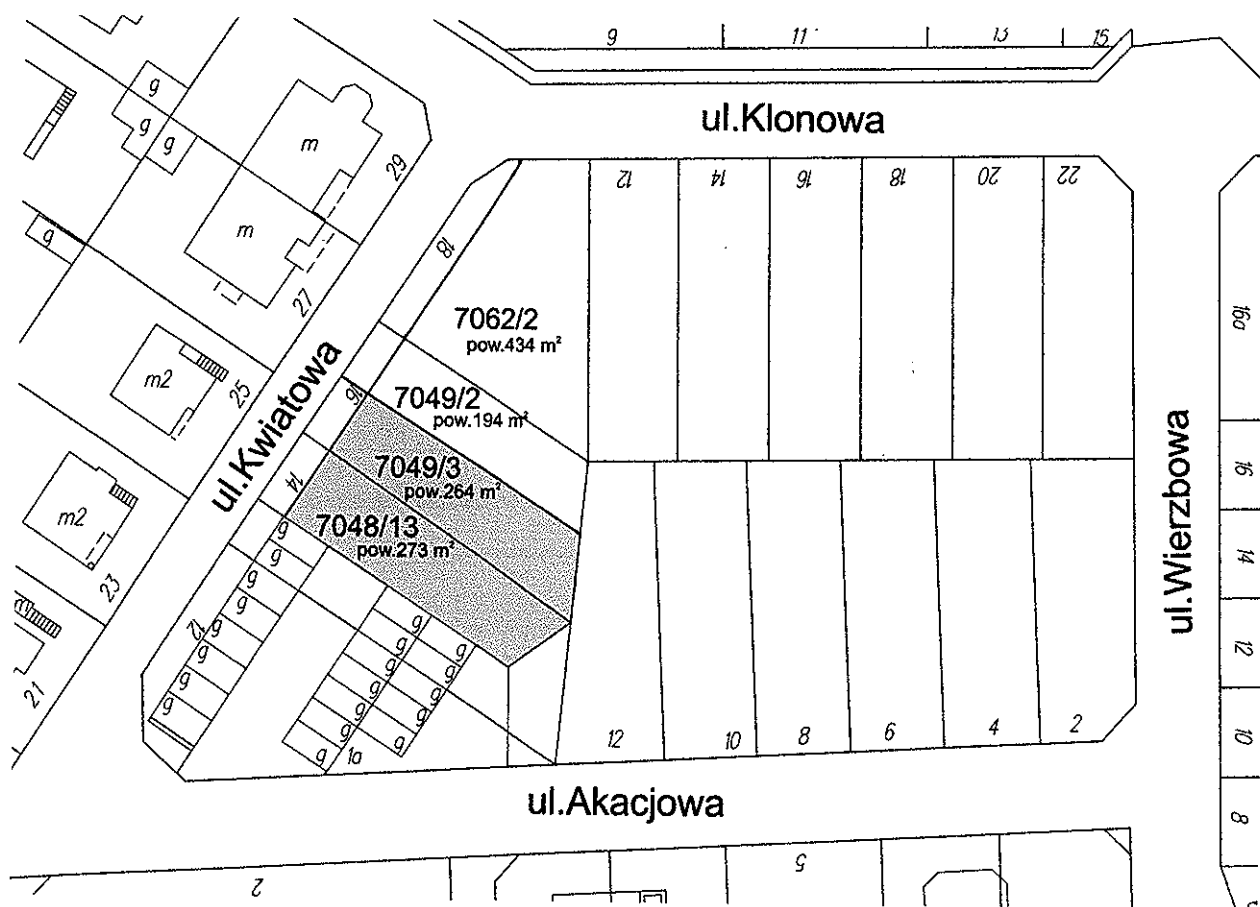 9
11
13
15
ul.Klonowa
g
g
g
m
29
12
14
16
18
20
22
18
g
m
27
7062/2
pow.434 m²
16a
m2
25
ul.Kwiatowa
16
7049/2
pow.194 m²
ul.Wierzbowa
7049/3
pow.264 m²
16
14
m2
7048/13
pow.273 m²
23
g
g
g
g
g
g
g
12
14
12
21
g
g
g
g
g
g
g
g
g
g
1a
12
10
8
6
4
2
10
ul.Akacjowa
8
2
5